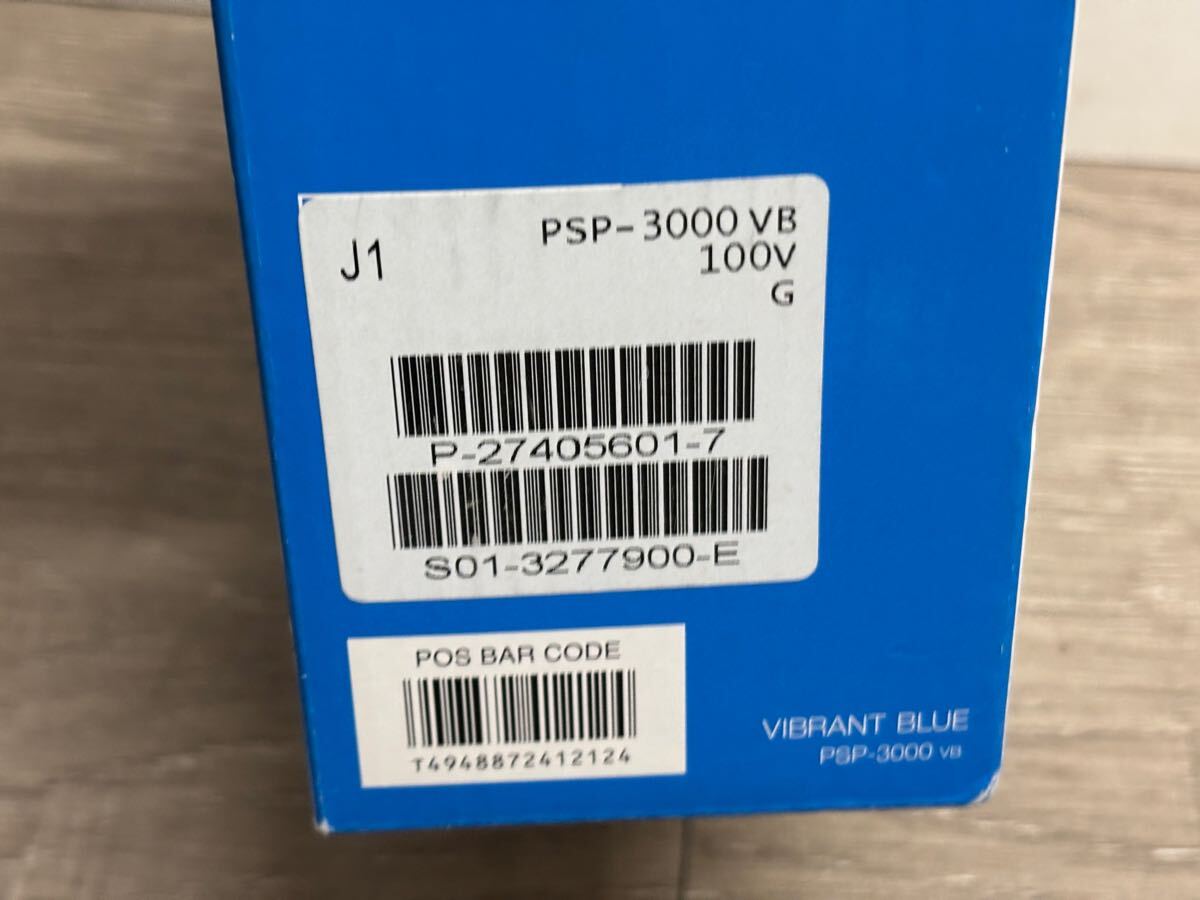 J1
PSP-3000 VB
100V
G
P-27405601-7
S01-3277900-E
POS BAR CODE
T4948872412124
VIBRANT BLUE
PSP-3000 VB